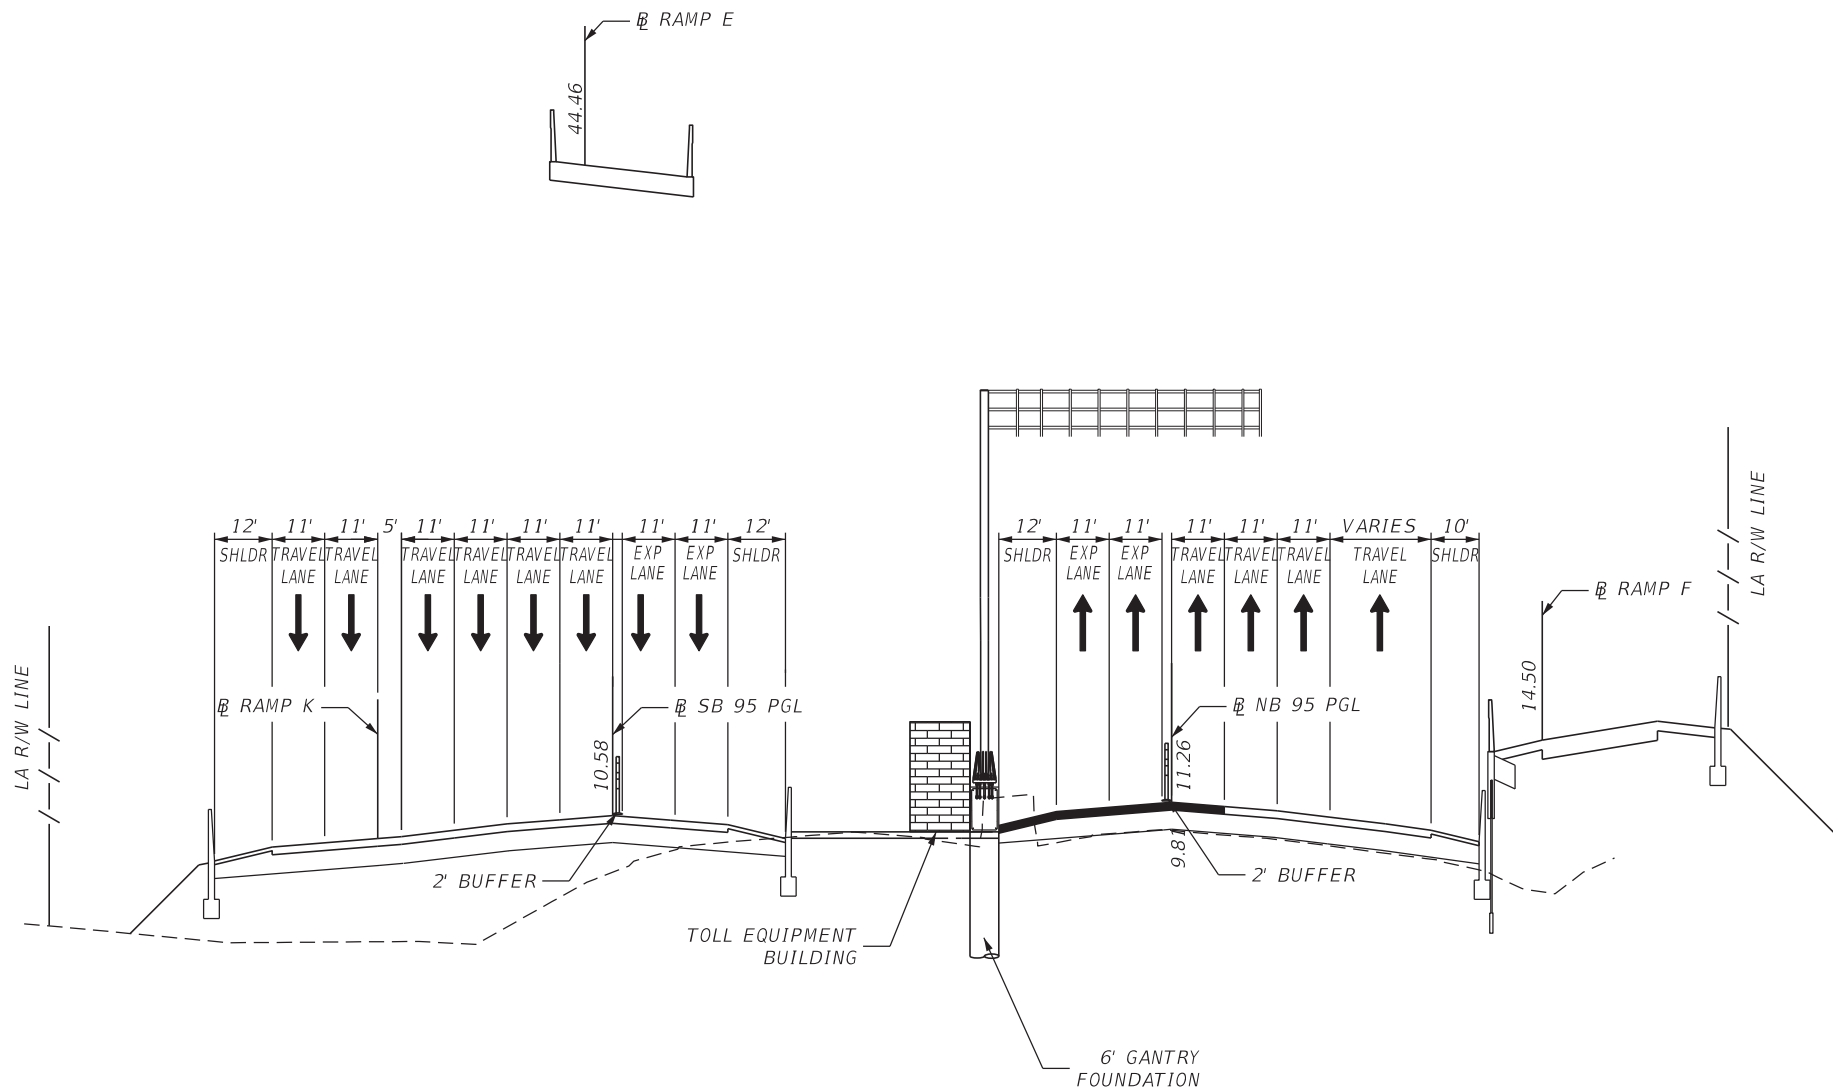 ℄ RAMP E
44.46
12' 11' 11' 5' 11' 11' 11' 11' 11' 11' 12'
SHLDR TRAVEL TRAVEL TRAVEL TRAVEL TRAVEL TRAVEL EXP EXP SHLDR
LANE LANE LANE LANE LANE LANE LANE LANE
12' 11' 11' 11' 11' 11' VARIES 10'
SHLDR EXP EXP TRAVEL TRAVEL TRAVEL TRAVEL SHLDR
LANE LANE LANE LANE LANE LANE
LA R/W LINE
LA R/W LINE
℄ RAMP F
14.50
℄ RAMP K
℄ SB 95 PGL
℄ NB 95 PGL
10.58
11.26
9.81
2' BUFFER
2' BUFFER
TOLL EQUIPMENT
BUILDING
6' GANTRY
FOUNDATION